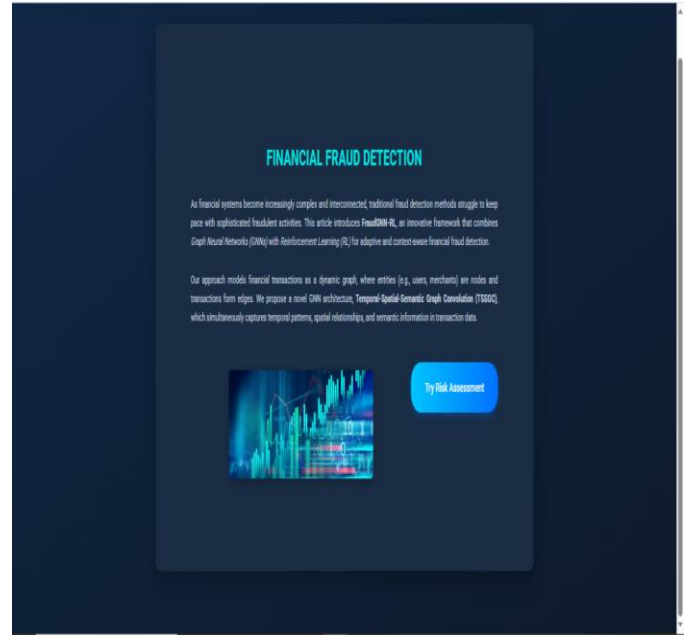 FINANCIAL FRAUD DETECTION
As financial systems become increasingly complex and interconnected, traditional fraud detection methods struggle to keep
pace with sophisticated fraudulent activities. This article introduces FraudGNN-RL, an innovative framework that combines
Graph Neural Networks (GNNs) with Reinforcement Learning (RL) for adaptive and context-aware financial fraud detection.
Our approach models financial transactions as a dynamic graph, where entities (e.g., users, merchants) are nodes and
transactions form edges. We propose a novel GNN architecture, Temporal-Spatial-Semantic Graph Convolution (TSSGC),
which simultaneously captures temporal patterns, spatial relationships, and semantic information in transaction data.
Try Risk Assessment